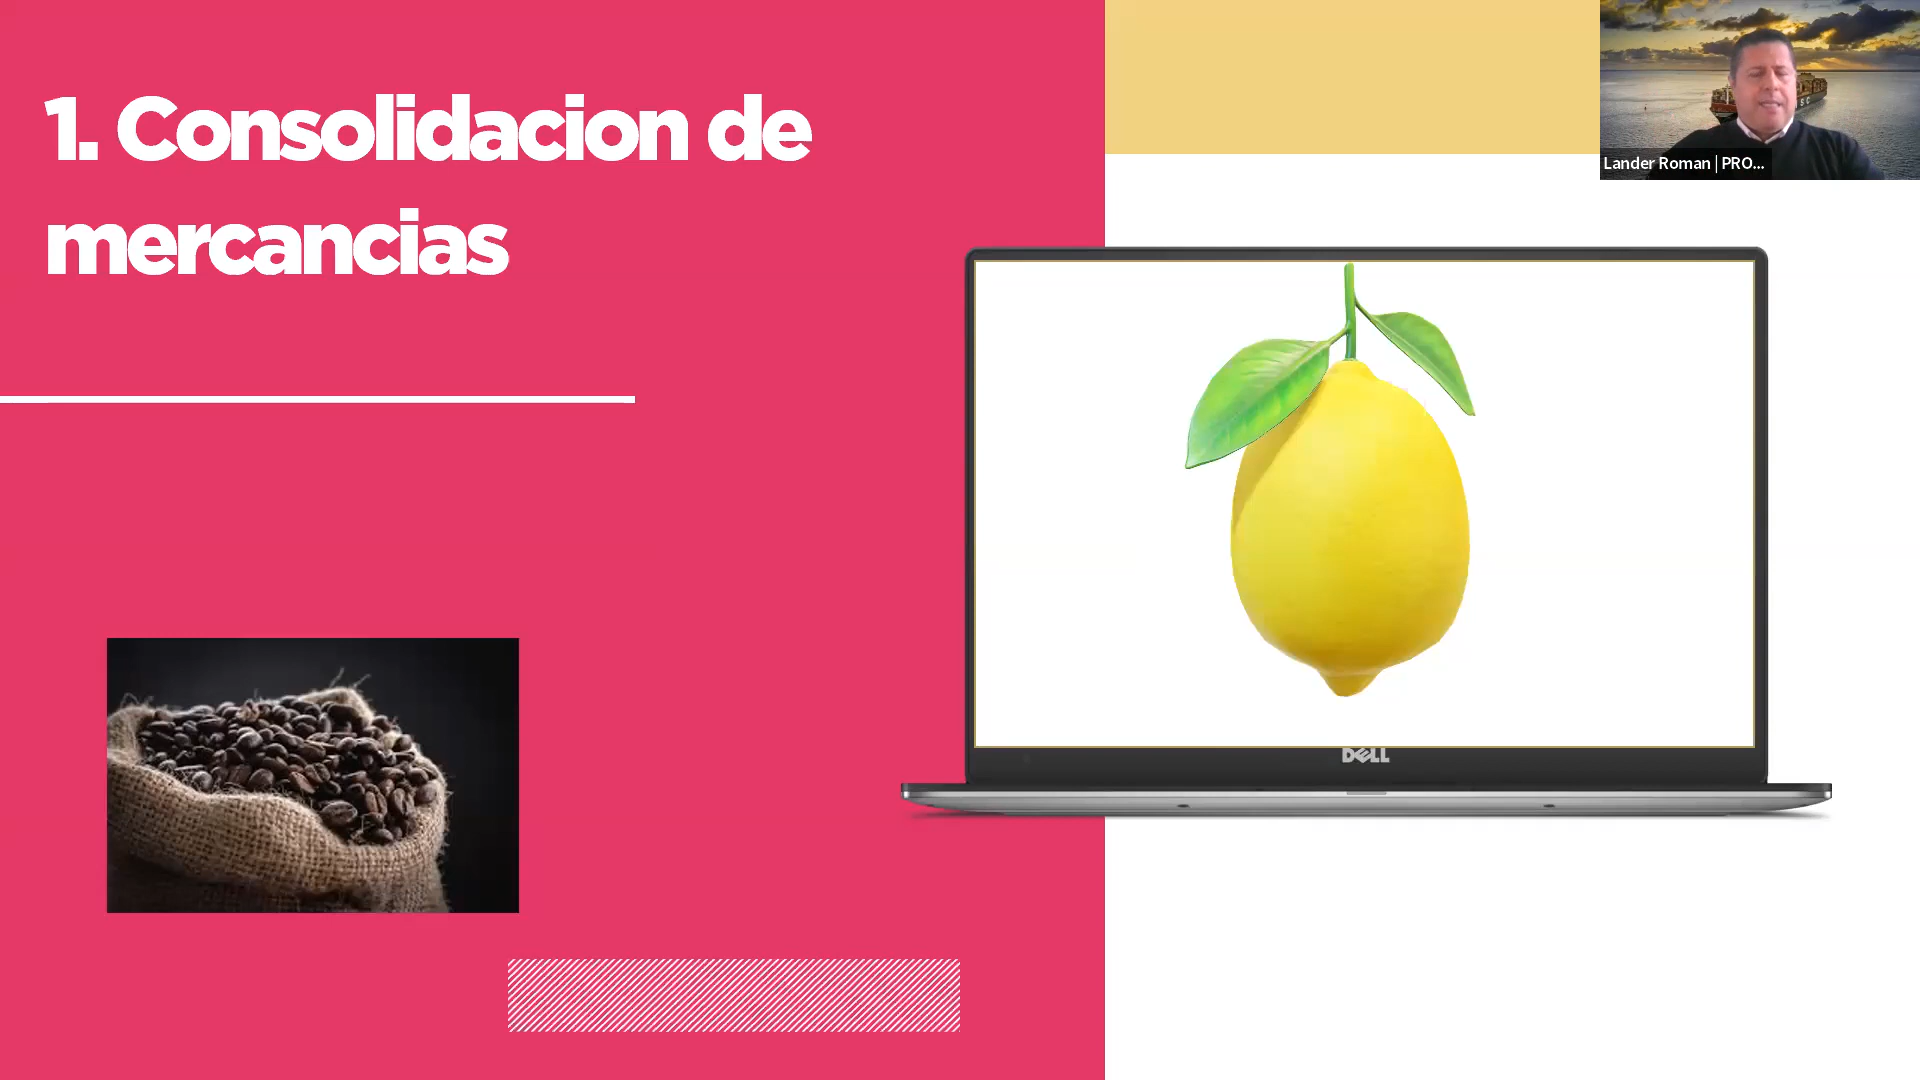 1. Consolidacion de
mercancias
Lander Roman | PRO...
DELL